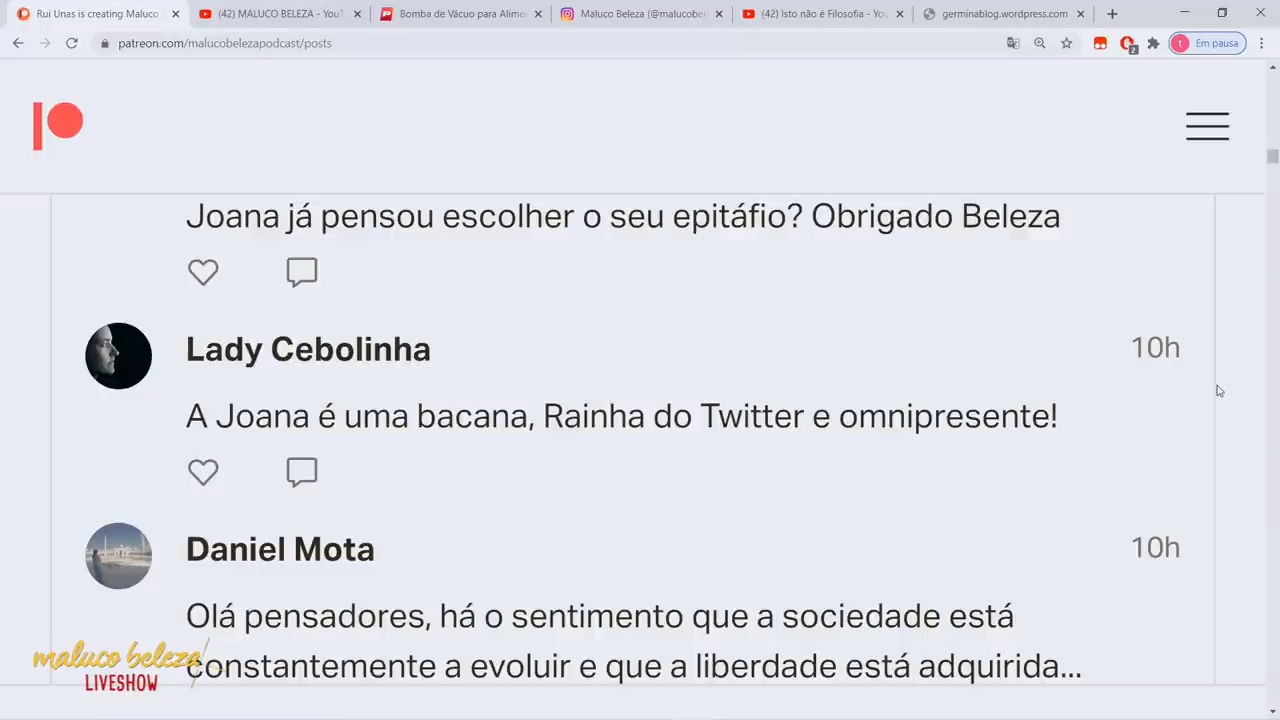 Rui Unas is creating Maluco
(42) MALUCO BELEZA - YouT
Bomba de Vácuo para Alime
Maluco Beleza (@malucobe
(42) Isto não é Filosofia - You
germinablog.wordpress.com
patreon.com/malucobelezapodcast/posts
2
t
Em pausa
Joana já pensou escolher o seu epitáfio? Obrigado Beleza
Lady Cebolinha
10h
A Joana é uma bacana, Rainha do Twitter e omnipresente!
Daniel Mota
10h
Olá pensadores, há o sentimento que a sociedade está
constantemente a evoluir e que a liberdade está adquirida...
maluco beleza
LIVESHOW